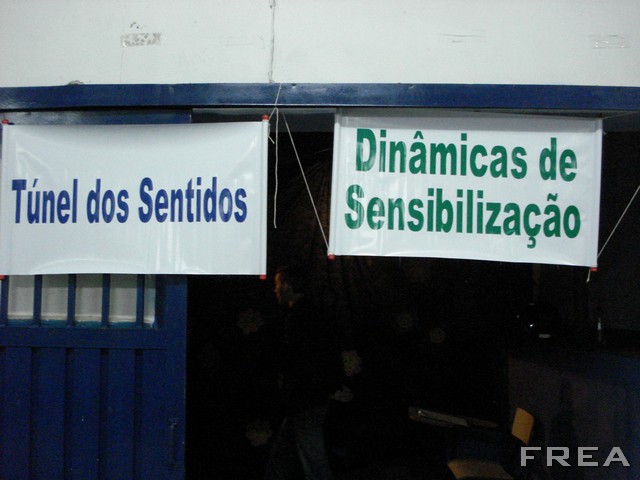 Túnel dos Sentidos
Dinâmicas de
Sensibilização
FREA